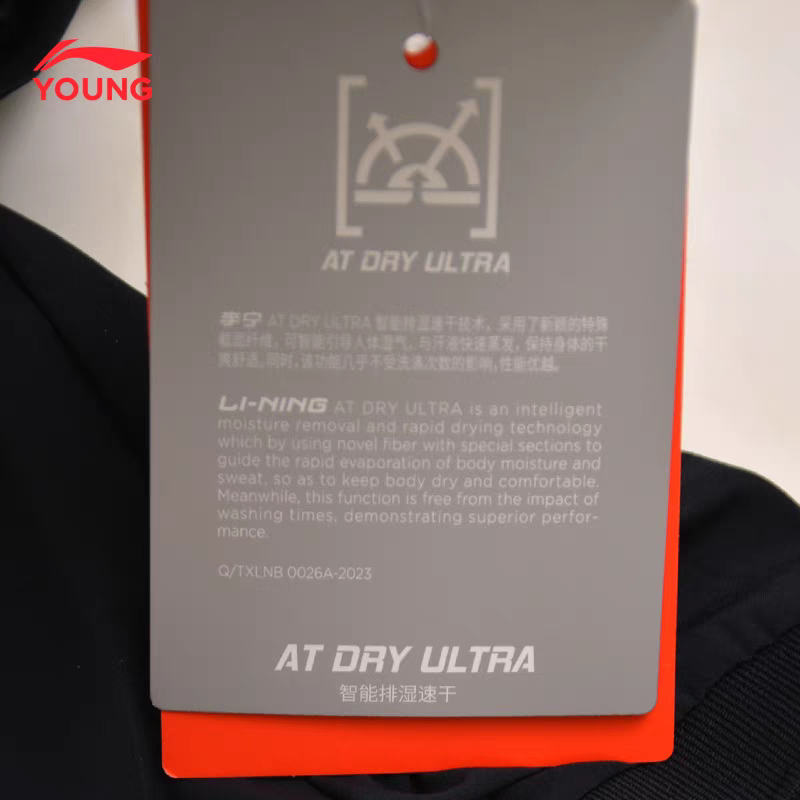 YOUNG
AT DRY ULTRA
李宁 AT DRY ULTRA 智能排湿速干技术，采用了新颖的特殊
截面纤维，可智能引导人体湿气，与汗液快速蒸发，保持身体的干
爽舒适。同时，该功能几乎不受洗涤次数的影响，性能优越。
LI-NING AT DRY ULTRA is an intelligent
moisture removal and rapid drying technology
which by using novel fiber with special sections to
guide the rapid evaporation of body moisture and
sweat, so as to keep body dry and comfortable.
Meanwhile, this function is free from the impact of
washing times, demonstrating superior perfor-
mance.
Q/TXLNB 0026A-2023
AT DRY ULTRA
智能排湿速干